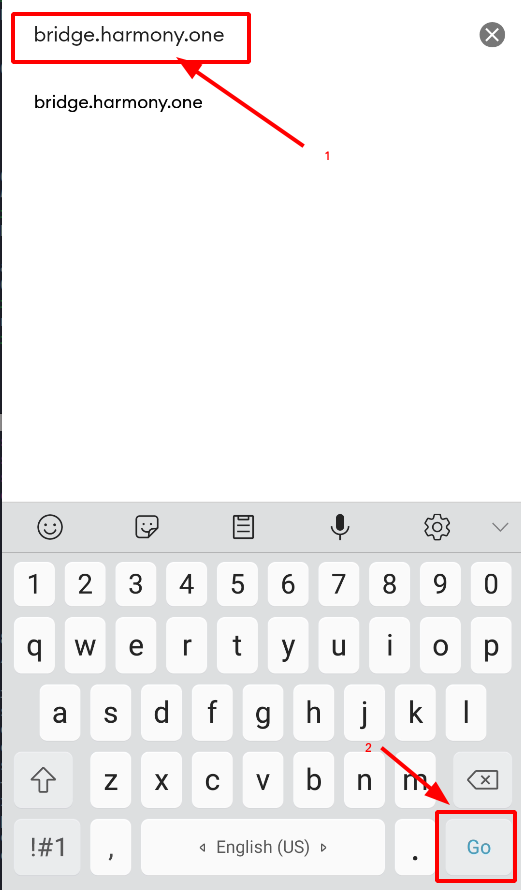 bridge.harmony.one
bridge.harmony.one
1
1 2 3 4 5 6 7 8 9 0
q w e r t y u i o p
a s d f g h j k l
2
z x c v b n m
!#1 , English (US) . Go